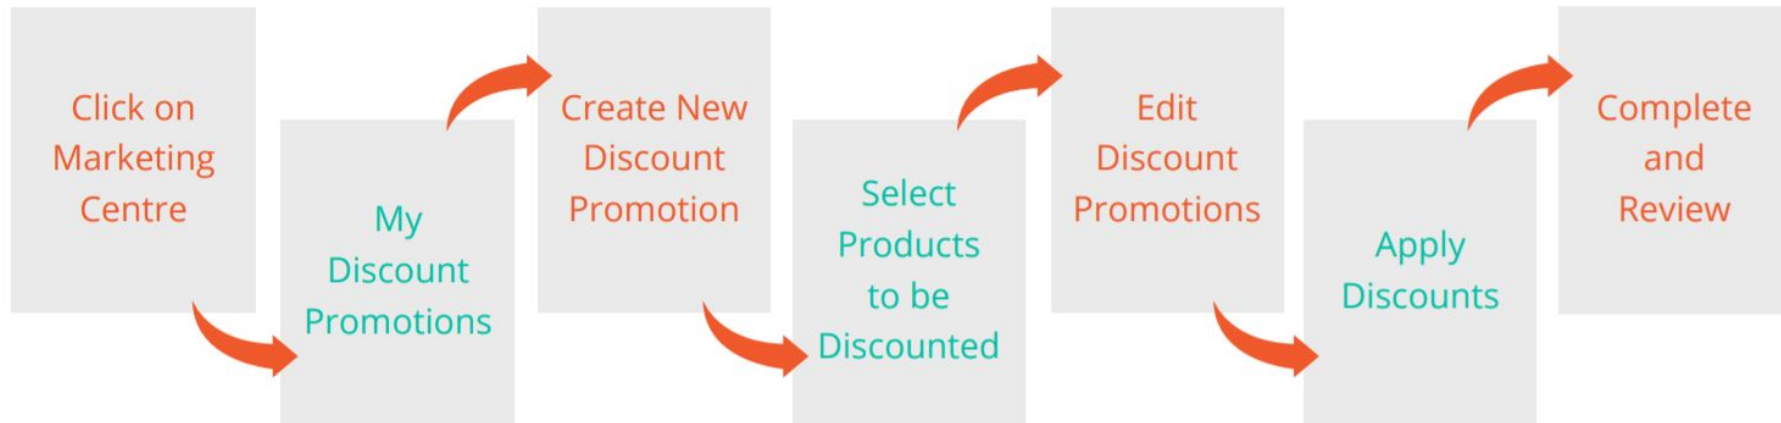 Click on
Marketing
Centre
My
Discount
Promotions
Create New
Discount
Promotion
Select
Products
to be
Discounted
Edit
Discount
Promotions
Apply
Discounts
Complete
and
Review